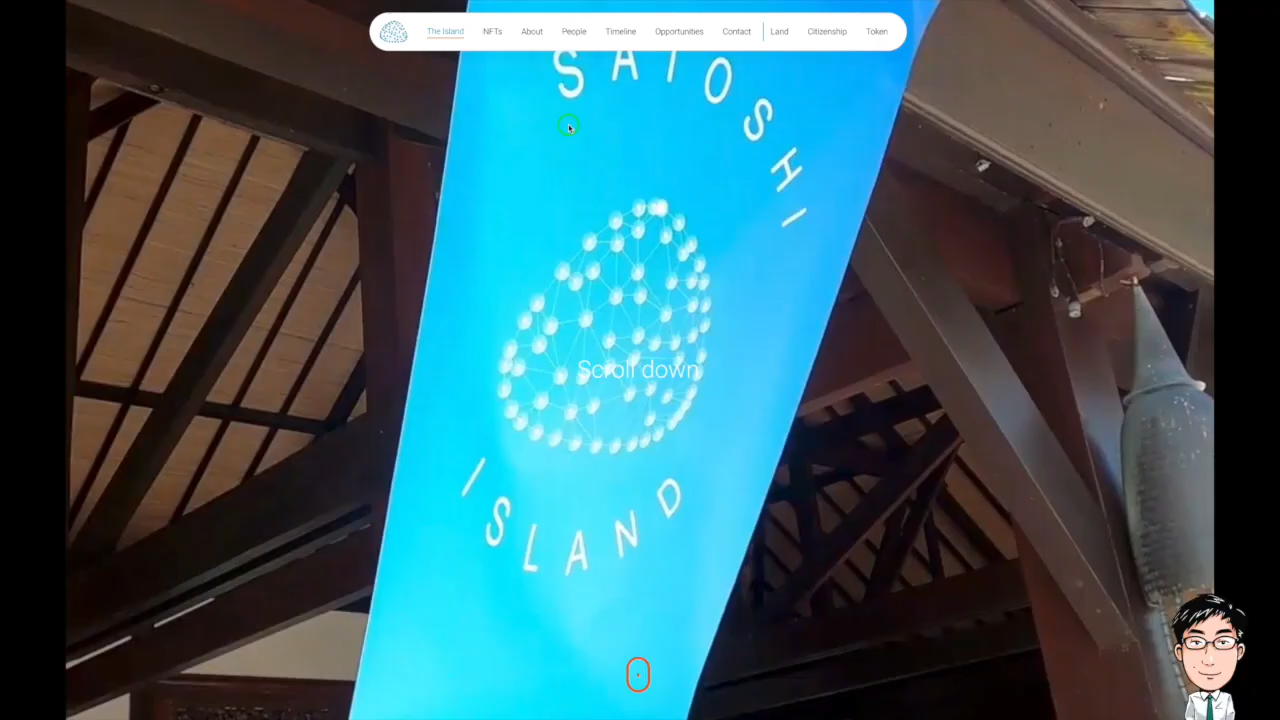 The Island NFTs About People Timeline Opportunities Contact Land Citizenship Token
SATOSHI
Scroll down
ISLAND